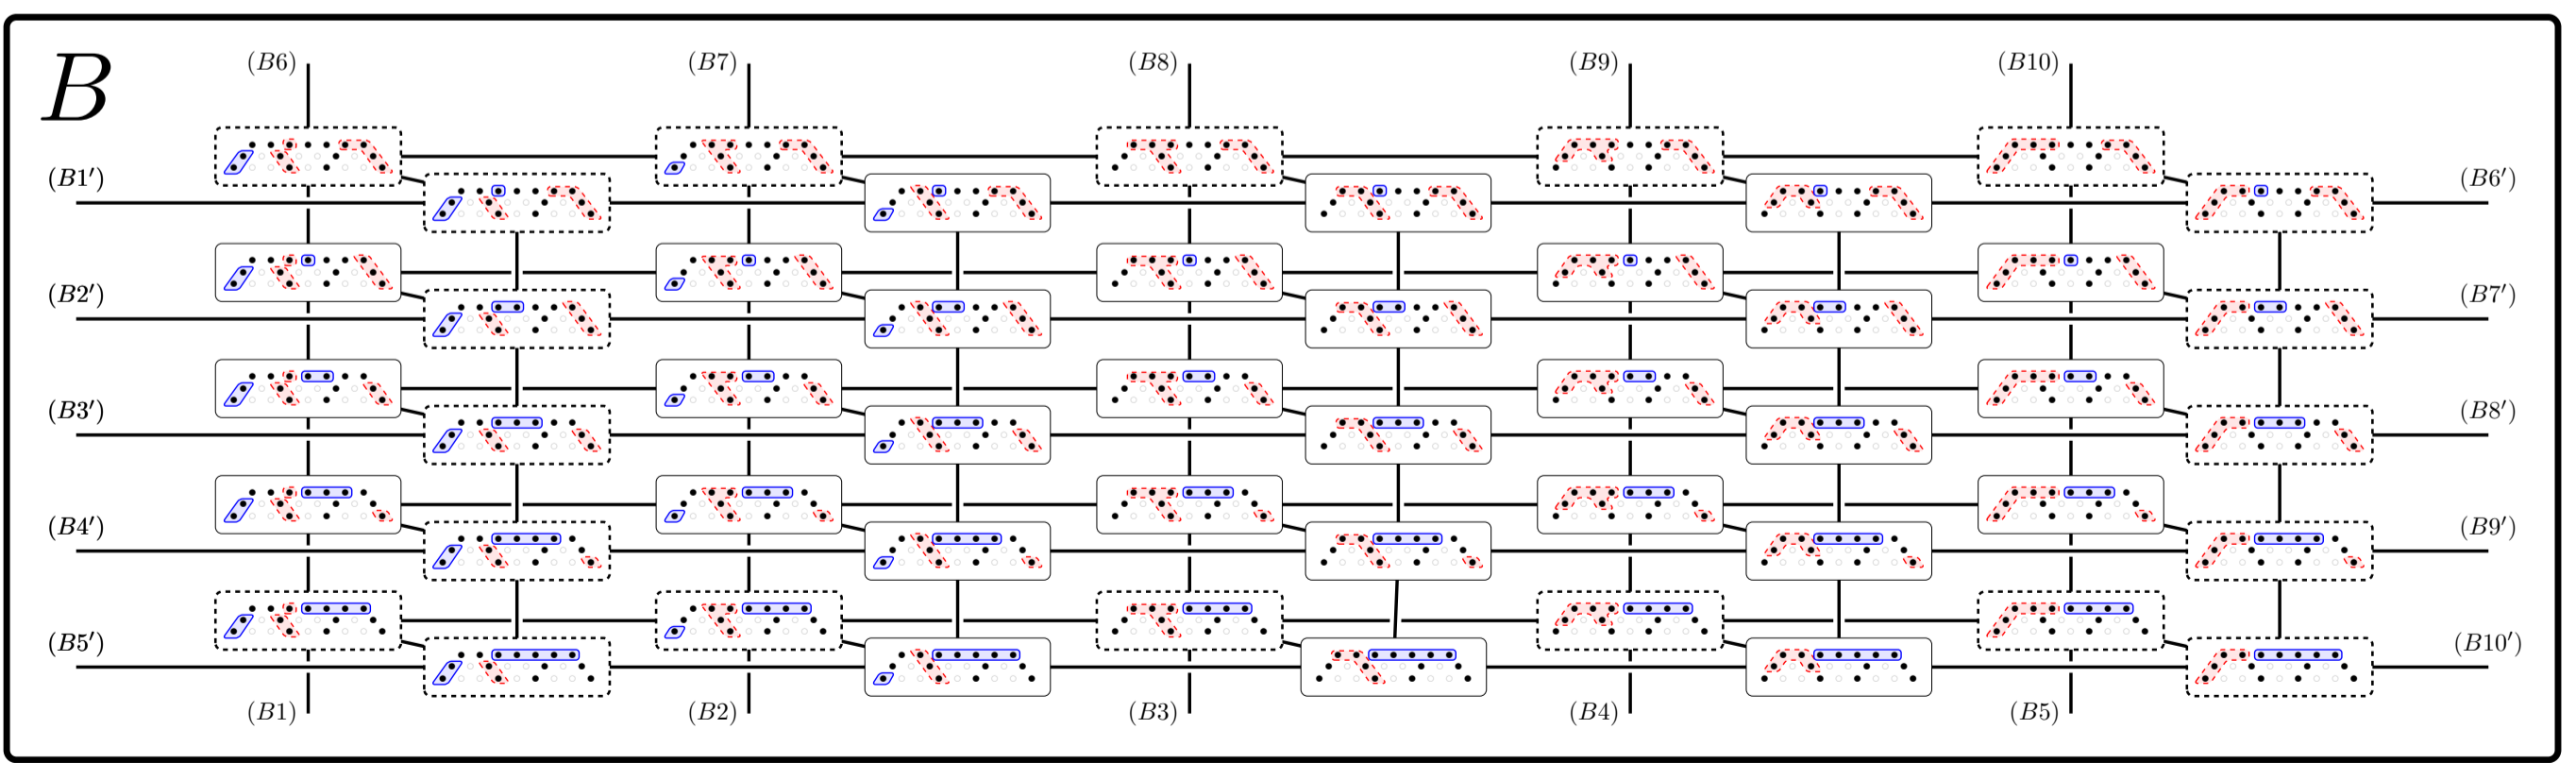 B
(B6) (B7) (B8) (B9) (B10)
(B1′) (B6′)
(B2′) (B7′)
(B3′) (B8′)
(B4′) (B9′)
(B5′) (B10′)
(B1) (B2) (B3) (B4) (B5)